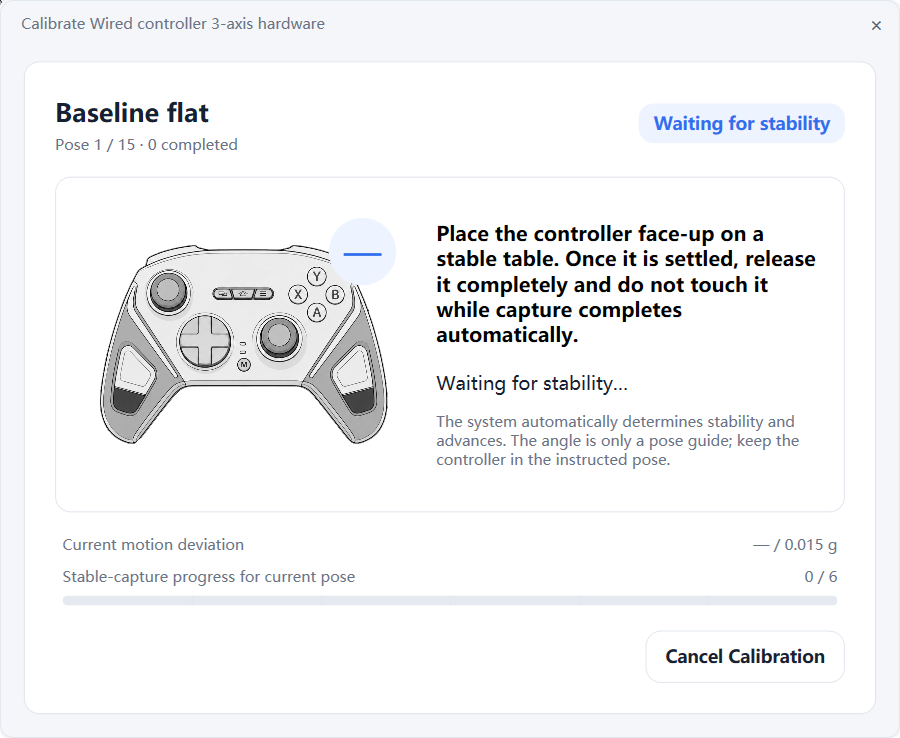 Calibrate Wired controller 3-axis hardware
×
Baseline flat
Pose 1 / 15 · 0 completed
Waiting for stability
Y
X
B
A
M
Place the controller face-up on a
stable table. Once it is settled, release
it completely and do not touch it
while capture completes
automatically.
Waiting for stability...
The system automatically determines stability and
advances. The angle is only a pose guide; keep the
controller in the instructed pose.
Current motion deviation
— / 0.015 g
Stable-capture progress for current pose
0 / 6
Cancel Calibration